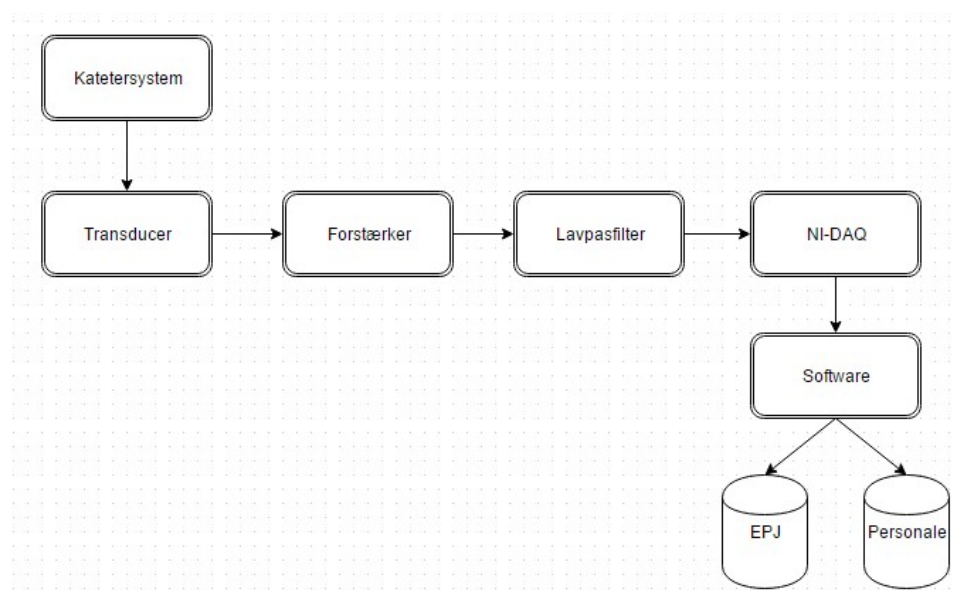 Katetersystem
Transducer
Forstærker
Lavpasfilter
NI-DAQ
Software
EPJ
Personale